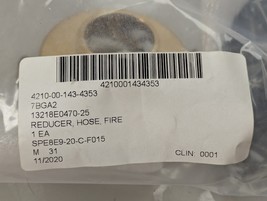 4210001434353
4210-00-143-4353
7BGA2
13218E0470-25
REDUCER, HOSE, FIRE
1 EA
SPE8E9-20-C-F015
M 31
11/2020 CLIN: 0001